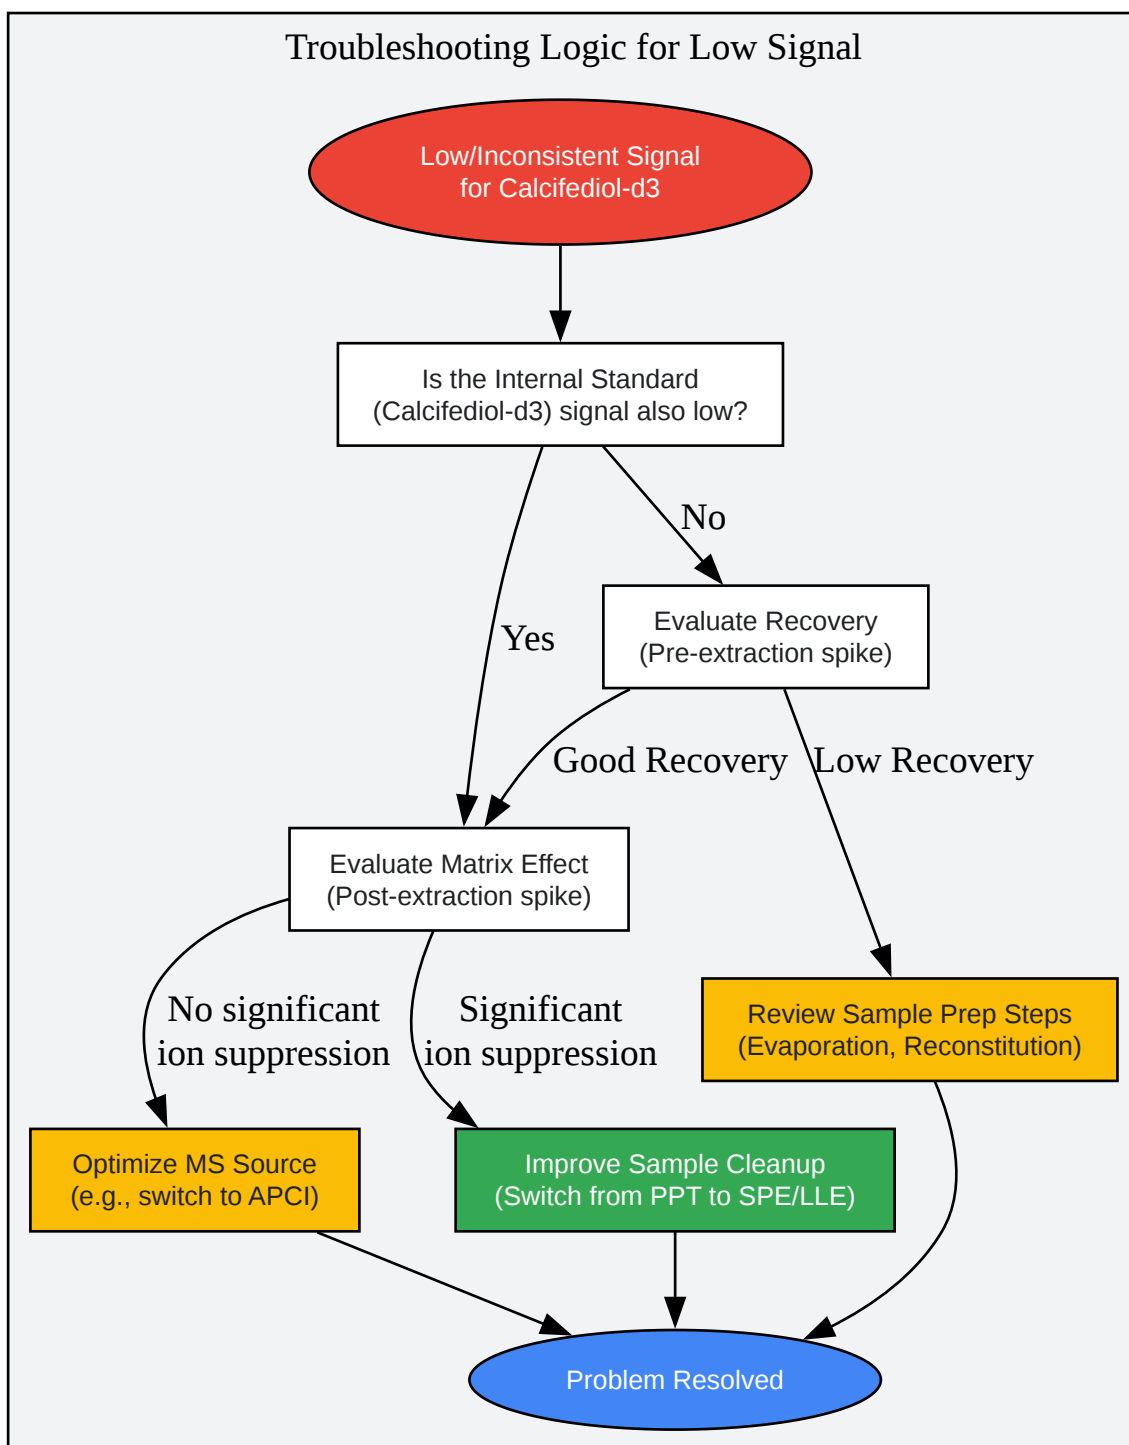 Troubleshooting Logic for Low Signal
Low/Inconsistent Signal
for Calcifediol-d3
Is the Internal Standard
(Calcifediol-d3) signal also low?
No
Evaluate Recovery
(Pre-extraction spike)
Yes
Good Recovery
Low Recovery
Evaluate Matrix Effect
(Post-extraction spike)
No significant
ion suppression
Significant
ion suppression
Review Sample Prep Steps
(Evaporation, Reconstitution)
Optimize MS Source
(e.g., switch to APCI)
Improve Sample Cleanup
(Switch from PPT to SPE/LLE)
Problem Resolved